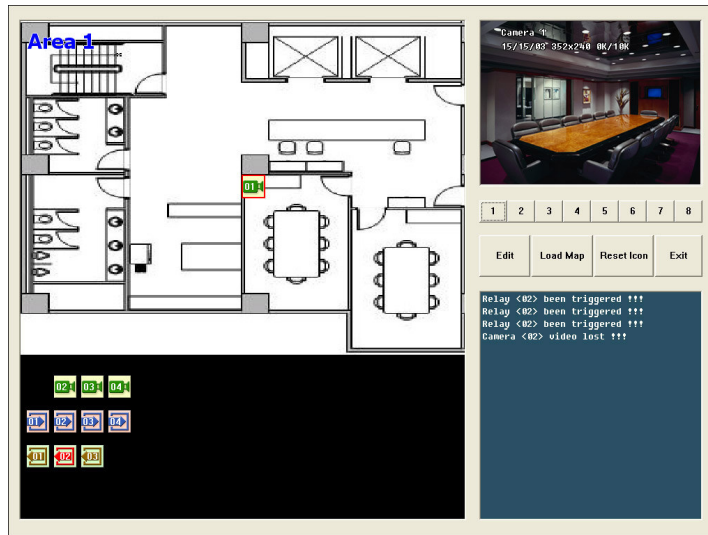 Area 1
Camera 1
15/15/03 352x240 0K/10K
01
1 2 3 4 5 6 7 8
Edit Load Map Reset Icon Exit
Relay <02> been triggered !!!
Relay <02> been triggered !!!
Relay <02> been triggered !!!
Camera <02> video lost !!!
02 03 04
01 02 03 04
01 02 03